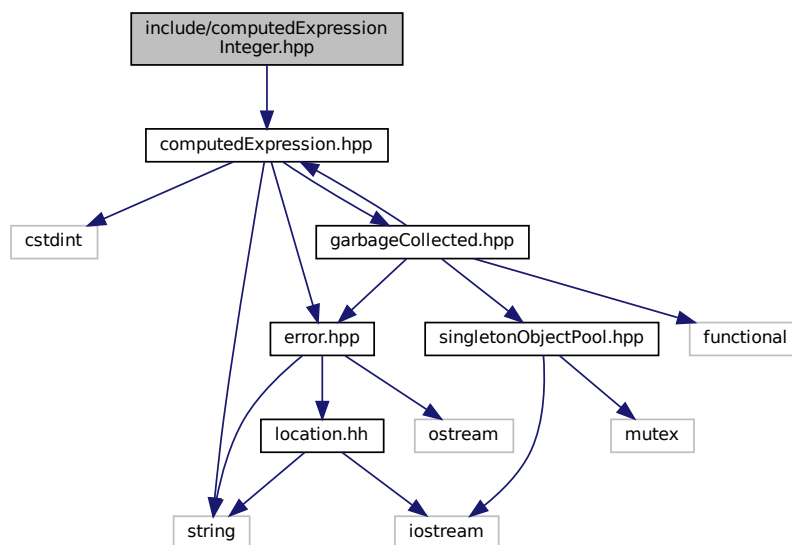 include/computedExpression
Integer.hpp
computedExpression.hpp
cstdint
garbageCollected.hpp
error.hpp
singletonObjectPool.hpp
functional
location.hh
ostream
mutex
string
iostream